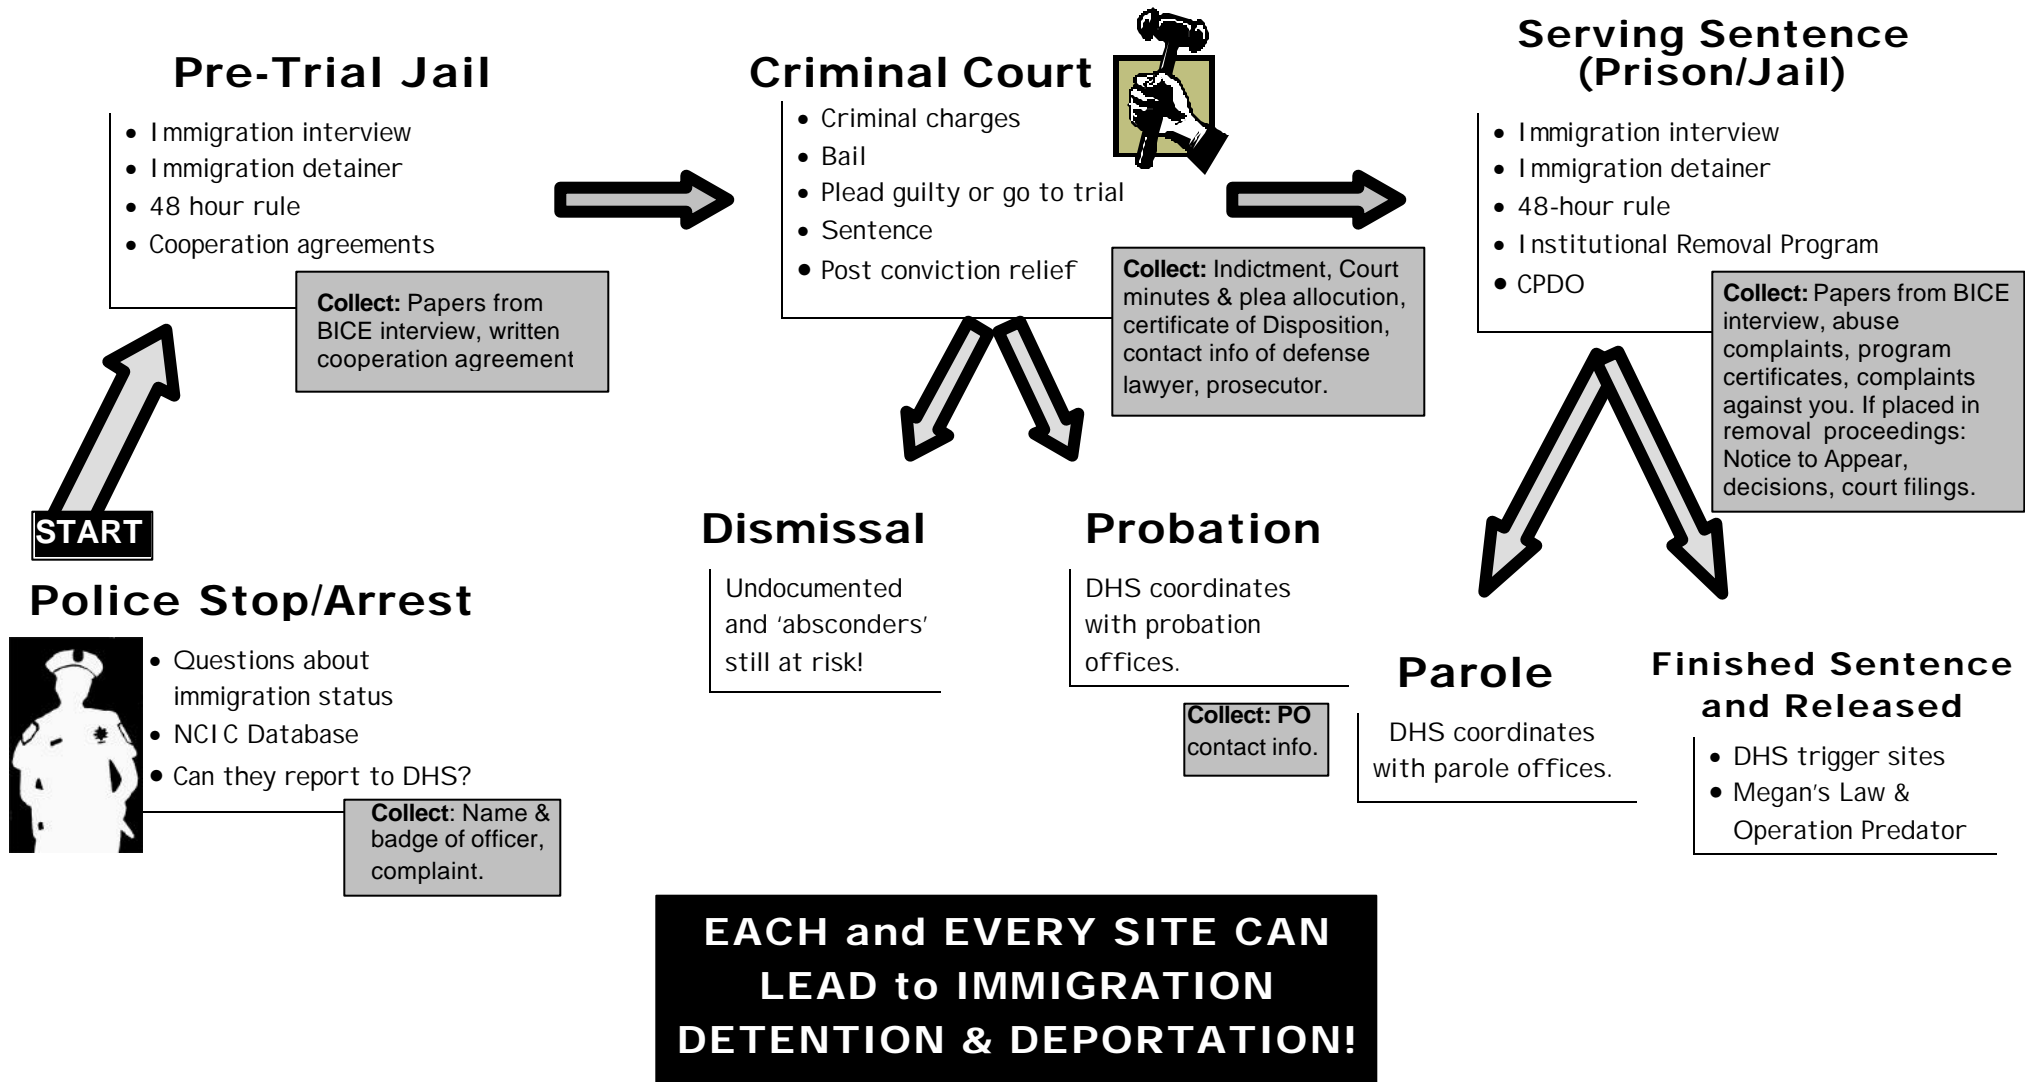 Pre-Trial Jail
• Immigration interview
• Immigration detainer
• 48 hour rule
• Cooperation agreements
Collect: Papers from
BICE interview, written
cooperation agreement
Criminal Court
• Criminal charges
• Bail
• Plead guilty or go to trial
• Sentence
• Post conviction relief
Collect: Indictment, Court
minutes & plea allocution,
certificate of Disposition,
contact info of defense
lawyer, prosecutor.
Serving Sentence
(Prison/Jail)
• Immigration interview
• Immigration detainer
• 48-hour rule
• Institutional Removal Program
• CPDO
Collect: Papers from BICE
interview, abuse
complaints, program
certificates, complaints
against you. If placed in
removal proceedings:
Notice to Appear,
decisions, court filings.
START
Police Stop/Arrest
• Questions about
immigration status
• NCIC Database
• Can they report to DHS?
Collect: Name &
badge of officer,
complaint.
Dismissal
Undocumented
and ‘absconders’
still at risk!
Probation
DHS coordinates
with probation
offices.
Collect: PO
contact info.
Parole
DHS coordinates
with parole offices.
Finished Sentence
and Released
• DHS trigger sites
• Megan's Law &
Operation Predator
EACH and EVERY SITE CAN
LEAD to IMMIGRATION
DETENTION & DEPORTATION!